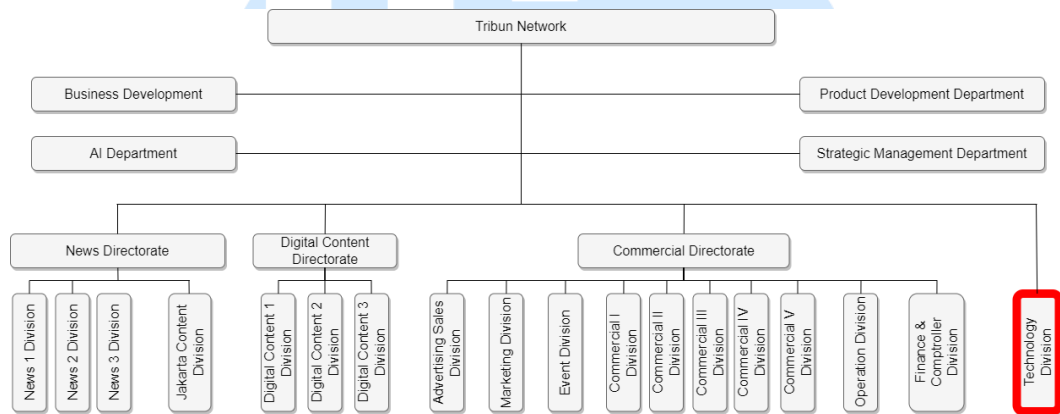 Tribun Network
Business Development
Product Development Department
AI Department
Strategic Management Department
News Directorate
Digital Content
Directorate
Commercial Directorate
News 1 Division
News 2 Division
News 3 Division
Jakarta Content
Division
Digital Content 1
Division
Digital Content 2
Division
Digital Content 3
Division
Advertising Sales
Division
Marketing Division
Event Division
Commercial I
Division
Commercial II
Division
Commercial III
Division
Commercial IV
Division
Commercial V
Division
Operation Division
Finance &
Comptroller
Division
Technology
Division